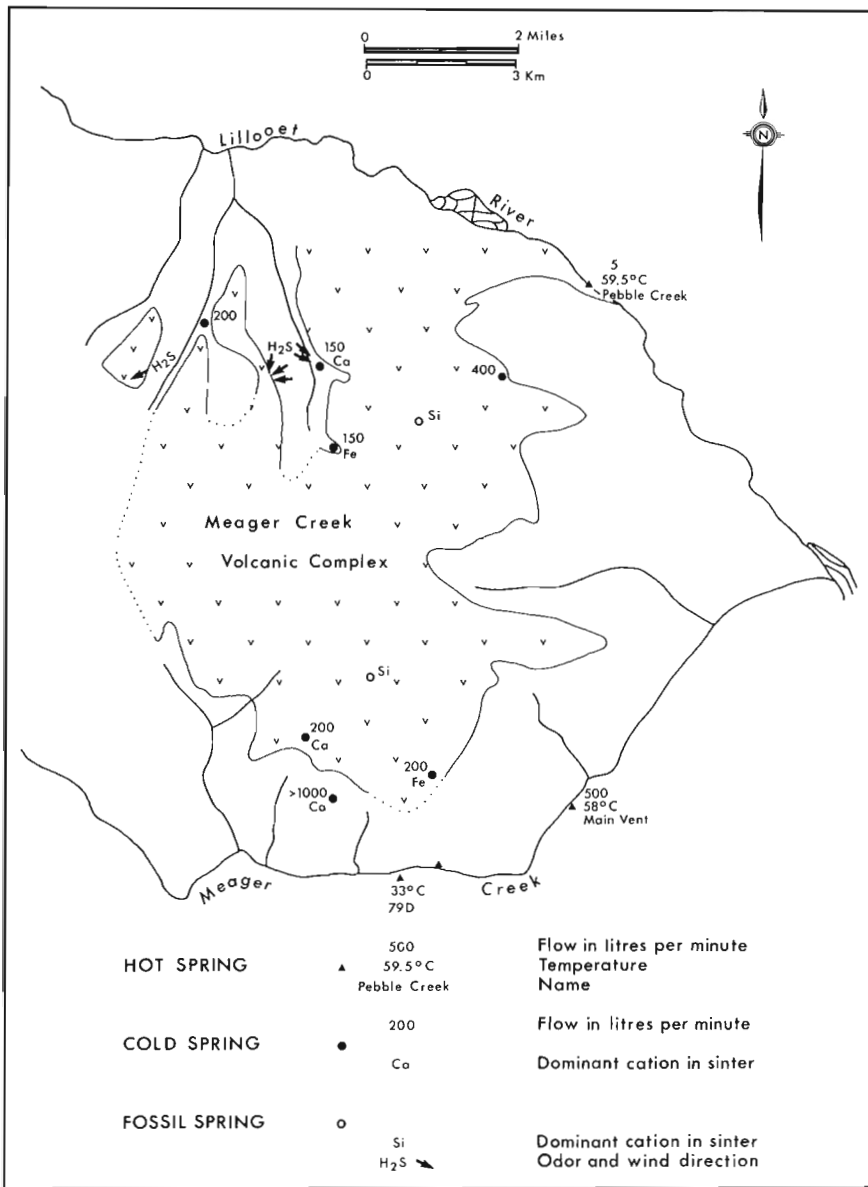 0 2 Miles
0 3 Km
N
Lillooet
River
5
59.5°C
Pebble Creek
200
H₂S
H₂S
150
Ca
400
Si
150
Fe
Meager Creek
Volcanic Complex
Si
200
Ca
200
Fe
>1000
Ca
500
58°C
Main Vent
Meager Creek
33°C
79D
HOT SPRING 500 Flow in litres per minute
59.5°C Temperature
Pebble Creek Name
COLD SPRING 200 Flow in litres per minute
Ca Dominant cation in sinter
FOSSIL SPRING
Si Dominant cation in sinter
H₂S Odor and wind direction